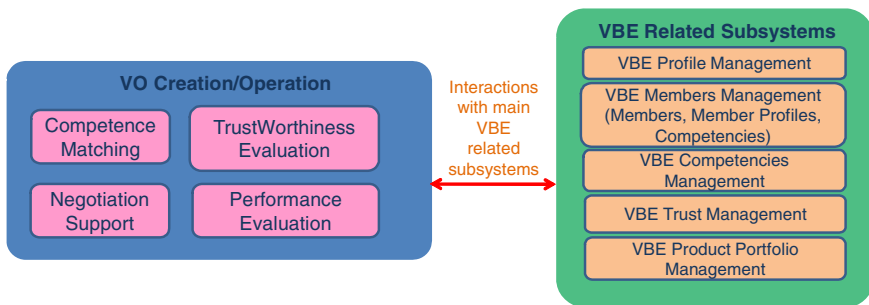 VO Creation/Operation
Competence
Matching
TrustWorthiness
Evaluation
Negotiation
Support
Performance
Evaluation
Interactions
with main
VBE
related
subsystems
VBE Related Subsystems
VBE Profile Management
VBE Members Management
(Members, Member Profiles,
Competencies)
VBE Competencies
Management
VBE Trust Management
VBE Product Portfolio
Management